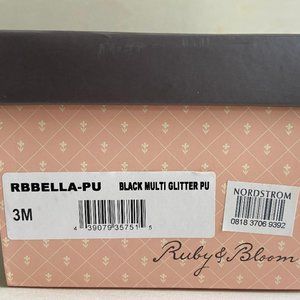 RBBELLA-PU BLACK MULTI GLITTER PU
3M
4 39079 35751 5
NORDSTROM
0818 3706 9392
Ruby & Bloom